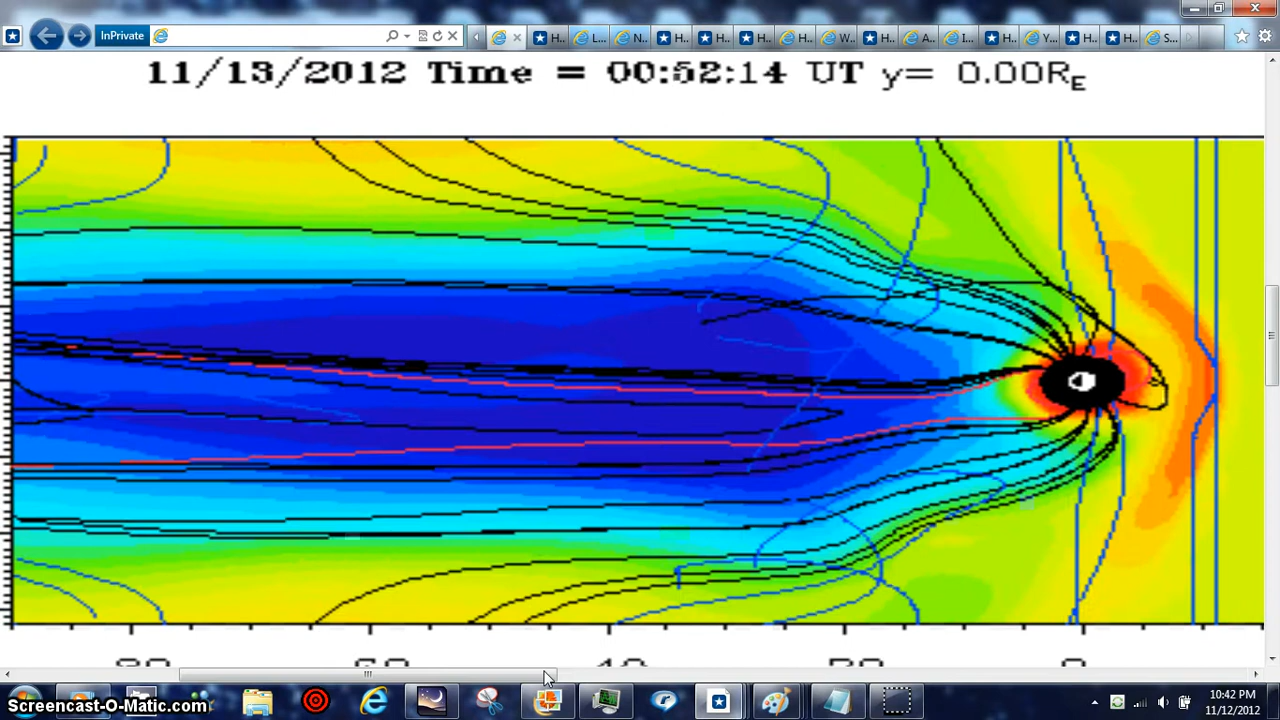 InPrivate
H...
L...
N...
H...
H...
H...
H...
W...
H...
A...
I...
H...
Y...
H...
H...
S...
11/13/2012 Time = 00:52:14 UT y= 0.00RE
Screencast-O-Matic.com
10:42 PM
11/12/2012